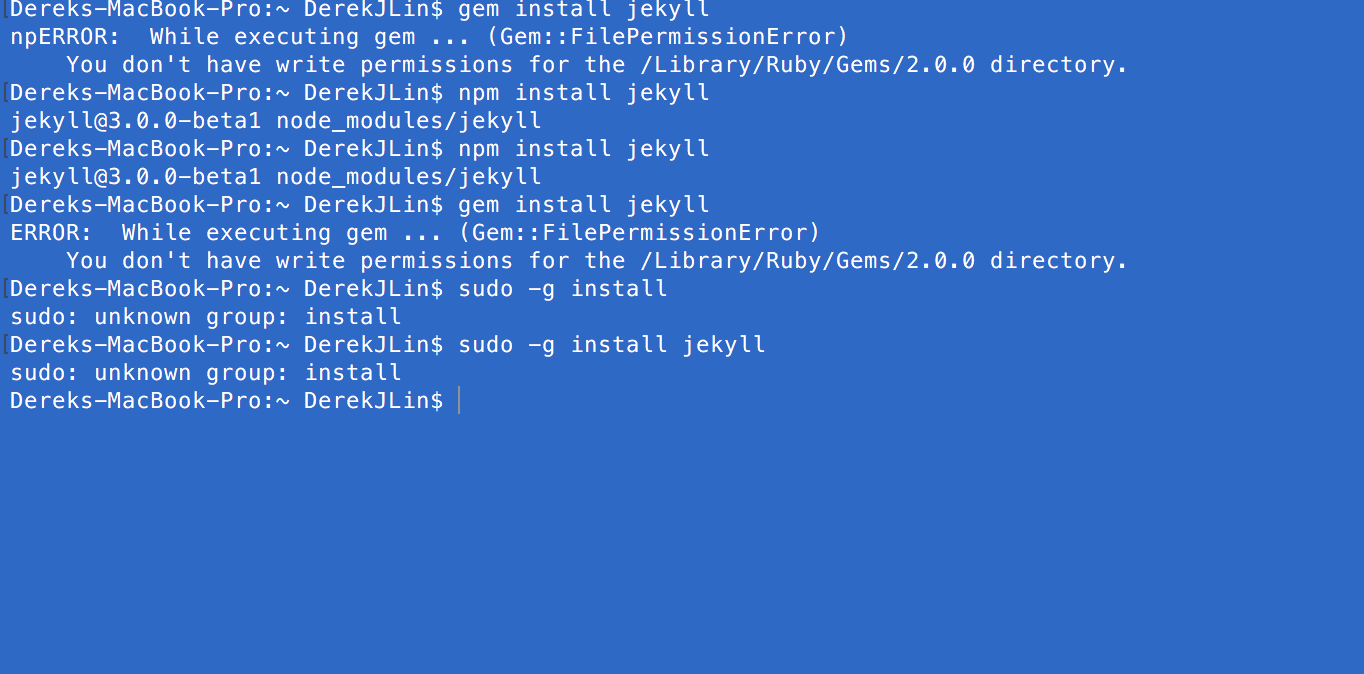 [Dereks-MacBook-Pro:~ DerekJLin$ gem install jekyll
npERROR:  While executing gem ... (Gem::FilePermissionError)
    You don't have write permissions for the /Library/Ruby/Gems/2.0.0 directory.
[Dereks-MacBook-Pro:~ DerekJLin$ npm install jekyll
jekyll@3.0.0-beta1 node_modules/jekyll
[Dereks-MacBook-Pro:~ DerekJLin$ npm install jekyll
jekyll@3.0.0-beta1 node_modules/jekyll
[Dereks-MacBook-Pro:~ DerekJLin$ gem install jekyll
ERROR:  While executing gem ... (Gem::FilePermissionError)
    You don't have write permissions for the /Library/Ruby/Gems/2.0.0 directory.
[Dereks-MacBook-Pro:~ DerekJLin$ sudo -g install
sudo: unknown group: install
[Dereks-MacBook-Pro:~ DerekJLin$ sudo -g install jekyll
sudo: unknown group: install
Dereks-MacBook-Pro:~ DerekJLin$